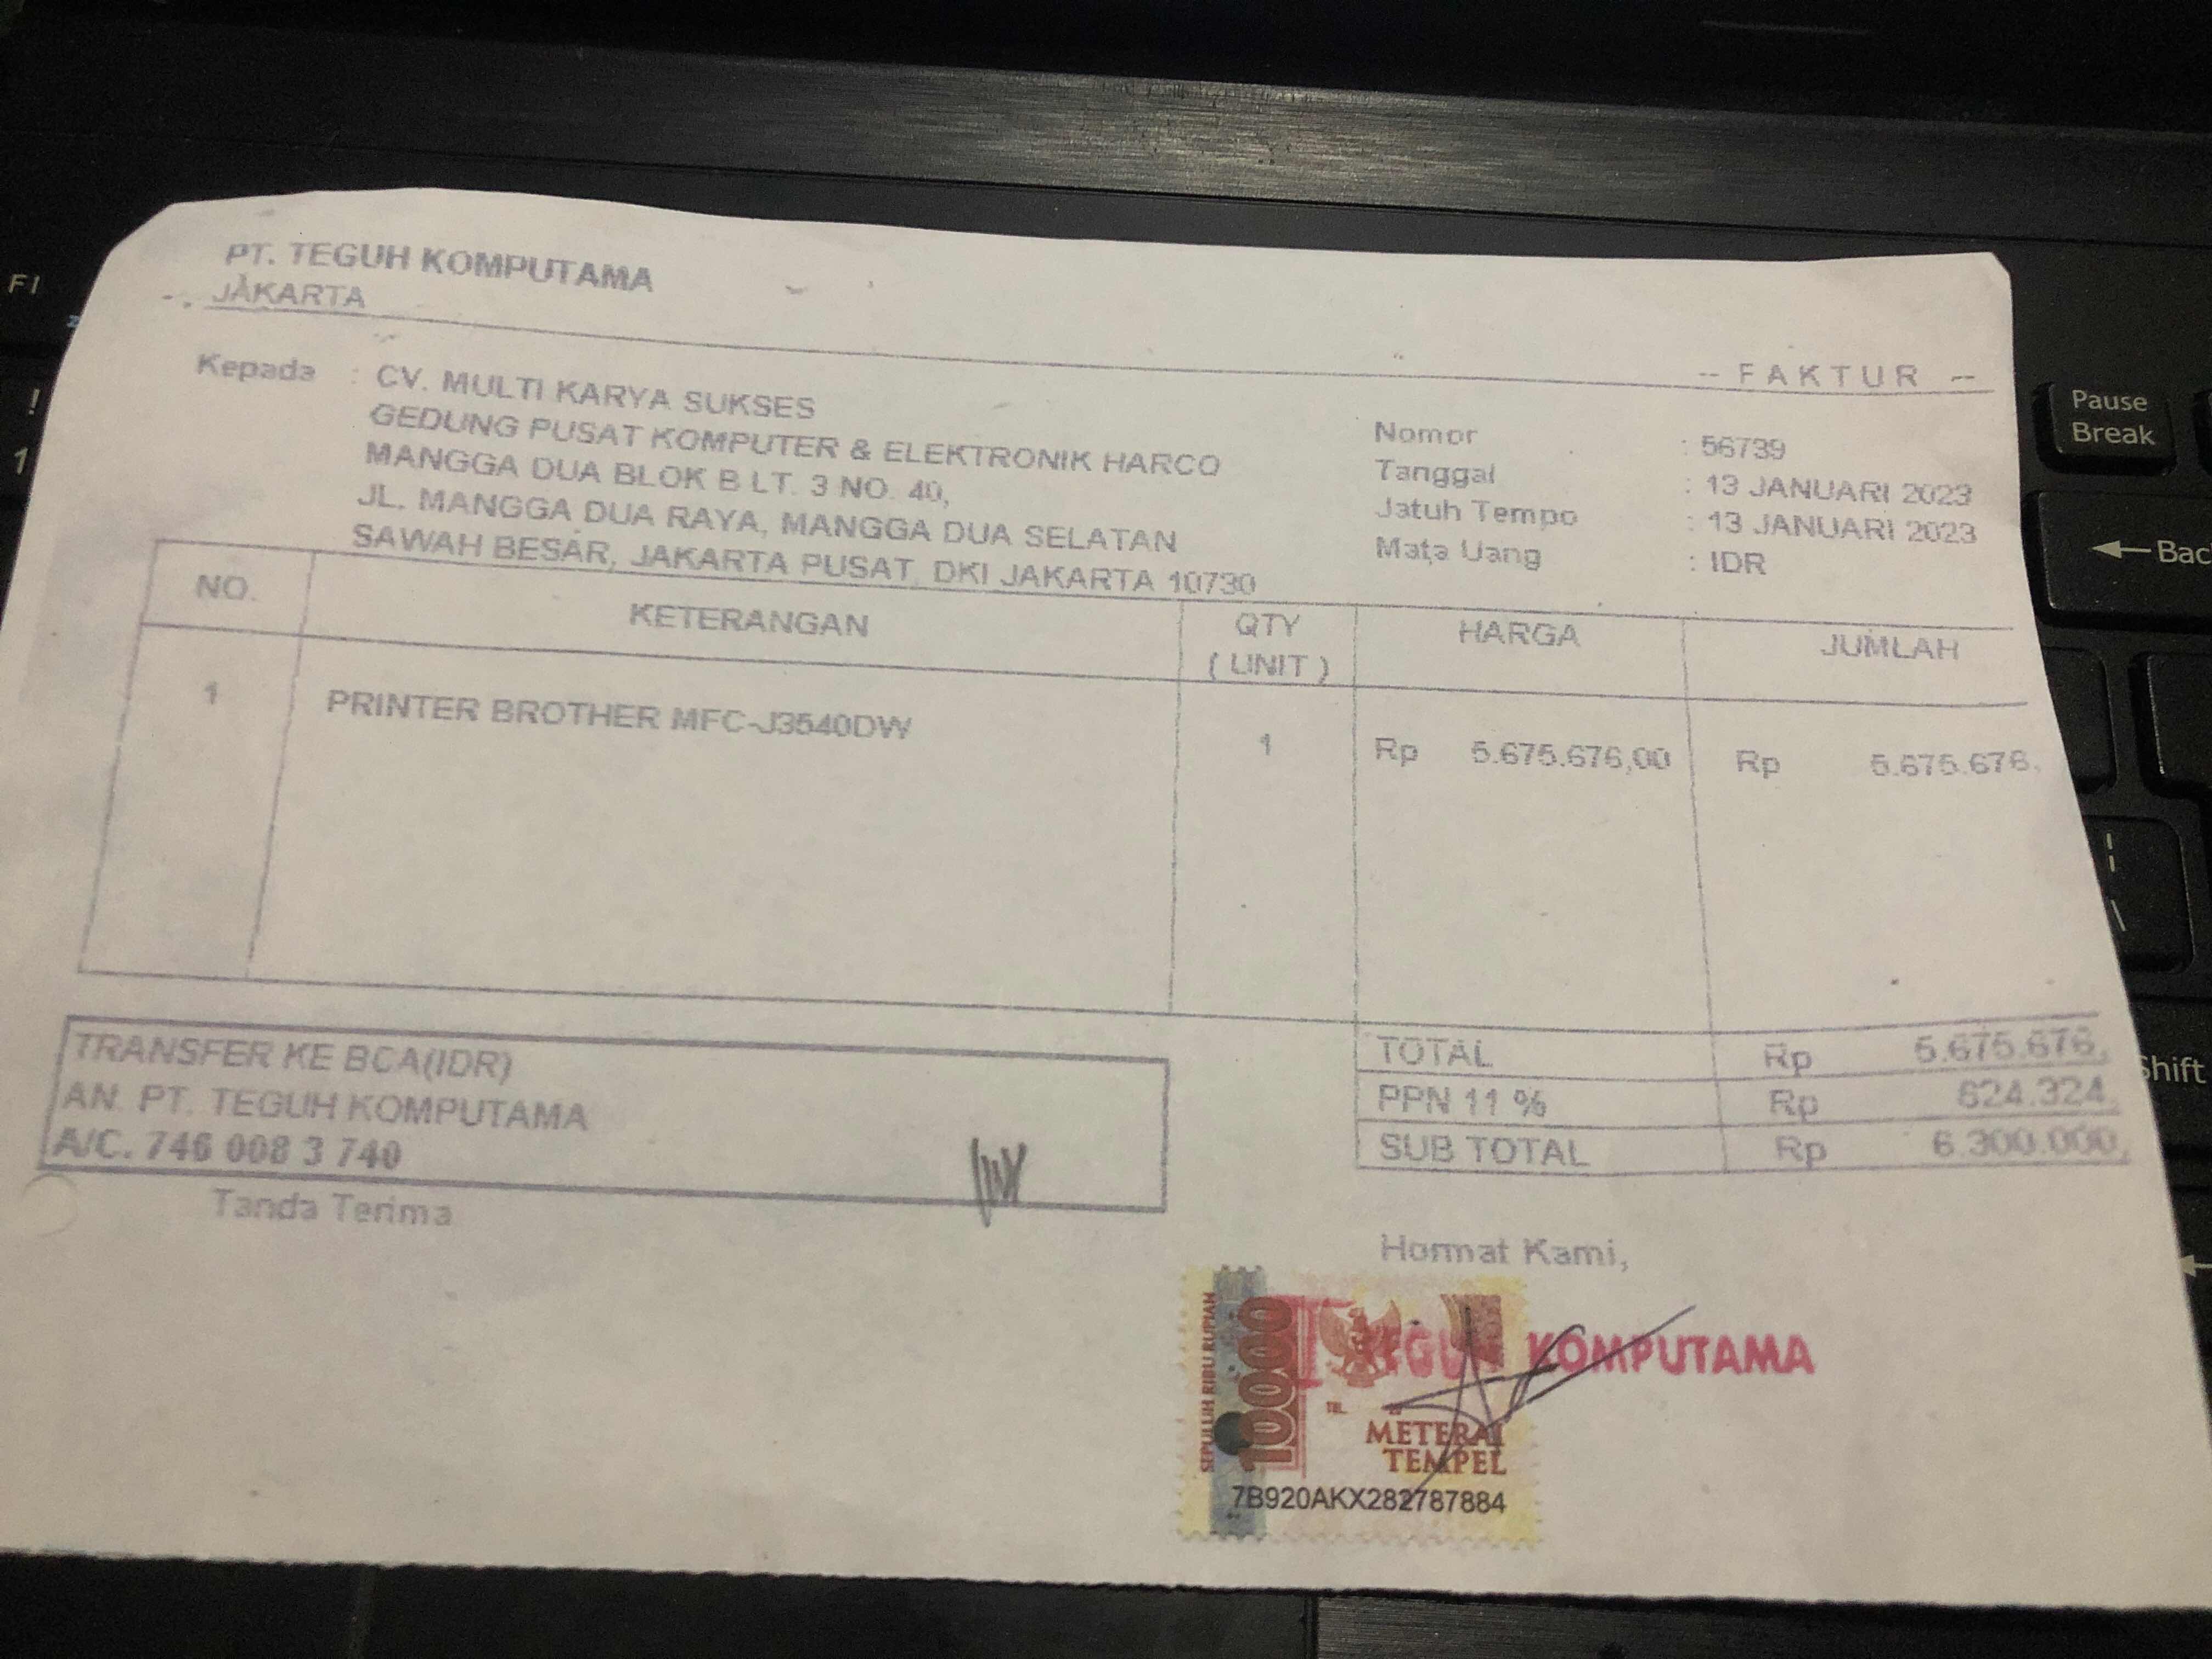 PT. TEGUH KOMPUTAMA
JAKARTA
-- F A K T U R --
Kepada : CV. MULTI KARYA SUKSES
GEDUNG PUSAT KOMPUTER & ELEKTRONIK HARCO
MANGGA DUA BLOK B LT. 3 NO. 40,
JL. MANGGA DUA RAYA, MANGGA DUA SELATAN
SAWAH BESAR, JAKARTA PUSAT, DKI JAKARTA 10730
Nomor : 56739
Tanggal : 13 JANUARI 2023
Jatuh Tempo : 13 JANUARI 2023
Mata Uang : IDR
NO. KETERANGAN QTY ( UNIT ) HARGA JUMLAH
1 PRINTER BROTHER MFC-J3540DW 1 Rp 5.675.676,00 Rp 5.675.676,
TOTAL Rp 5.675.676,
PPN 11 % Rp 624.324,
SUB TOTAL Rp 6.300.000,
TRANSFER KE BCA(IDR)
AN. PT. TEGUH KOMPUTAMA
A/C. 746 008 3 740
Tanda Terima
Hormat Kami,
KOMPUTAMA
SEPULUH RIBU RUPIAH
10000
TGL.
METERAI
TEMPEL
7B920AKX282787884
F1
!
1
Pause
Break
Bac
|
\
Shift